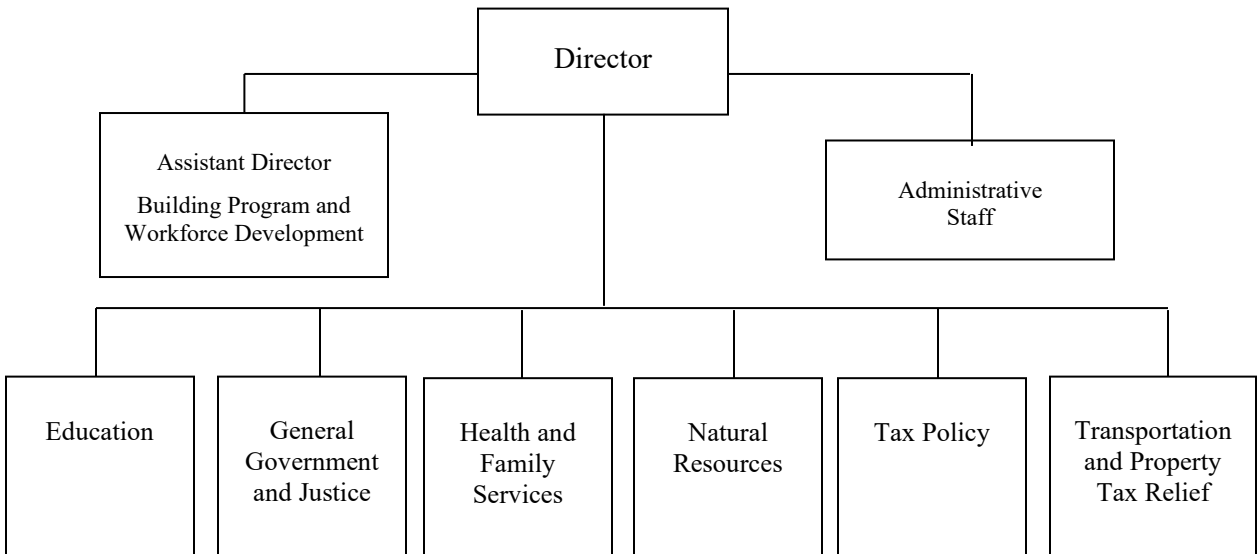 Director
Assistant Director
Building Program and
Workforce Development
Administrative
Staff
Education
General
Government
and Justice
Health and
Family
Services
Natural
Resources
Tax Policy
Transportation
and Property
Tax Relief